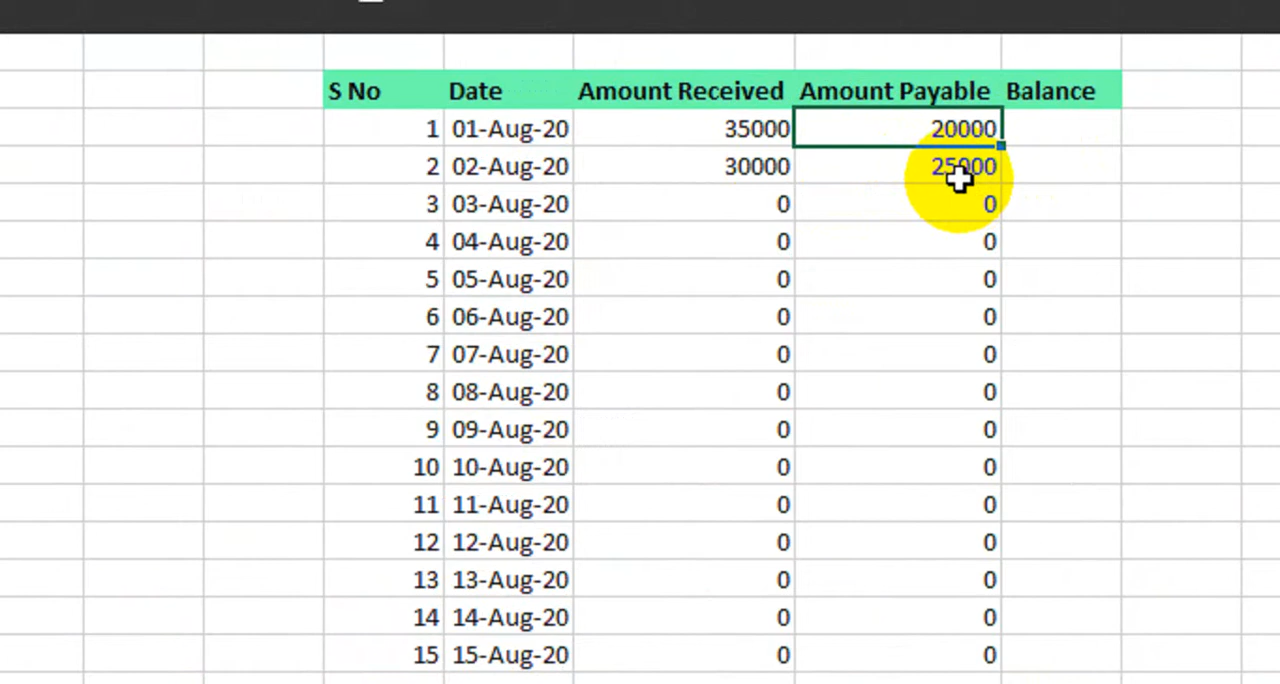 S No Date Amount Received Amount Payable Balance
1 01-Aug-20 35000 20000
2 02-Aug-20 30000 25000
3 03-Aug-20 0 0
4 04-Aug-20 0 0
5 05-Aug-20 0 0
6 06-Aug-20 0 0
7 07-Aug-20 0 0
8 08-Aug-20 0 0
9 09-Aug-20 0 0
10 10-Aug-20 0 0
11 11-Aug-20 0 0
12 12-Aug-20 0 0
13 13-Aug-20 0 0
14 14-Aug-20 0 0
15 15-Aug-20 0 0